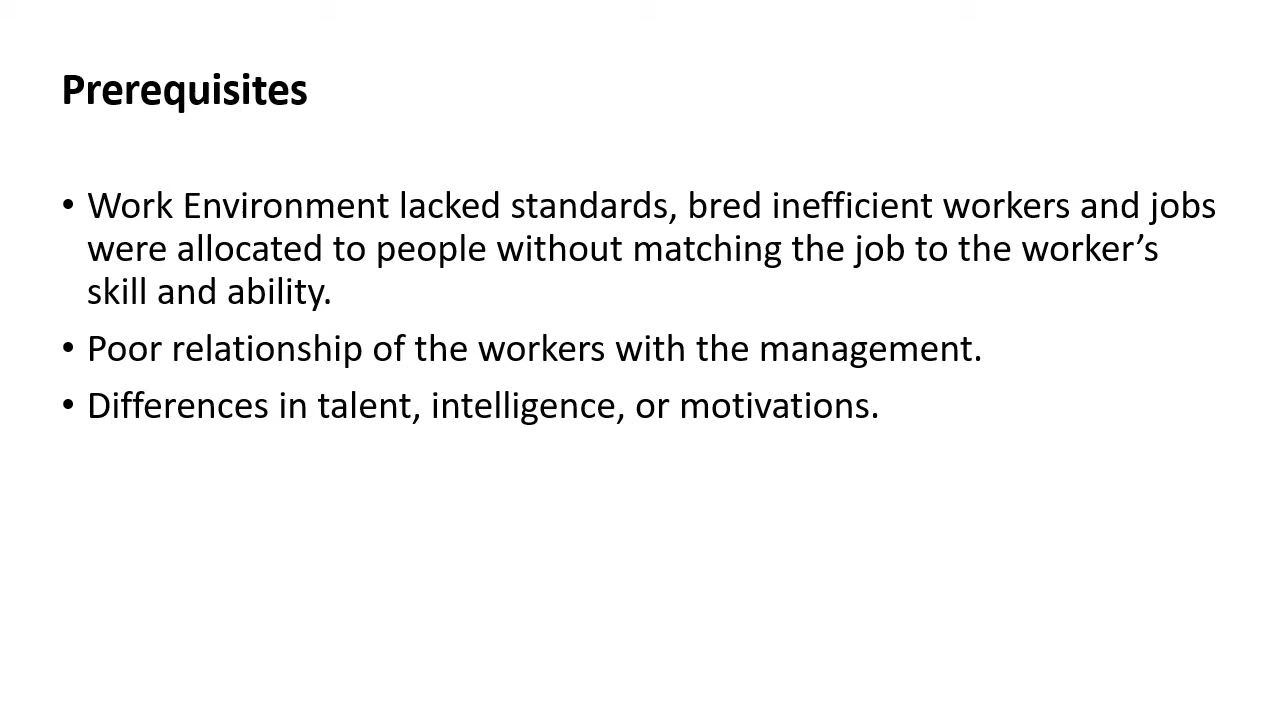 Prerequisites
• Work Environment lacked standards, bred inefficient workers and jobs
were allocated to people without matching the job to the worker’s
skill and ability.
• Poor relationship of the workers with the management.
• Differences in talent, intelligence, or motivations.